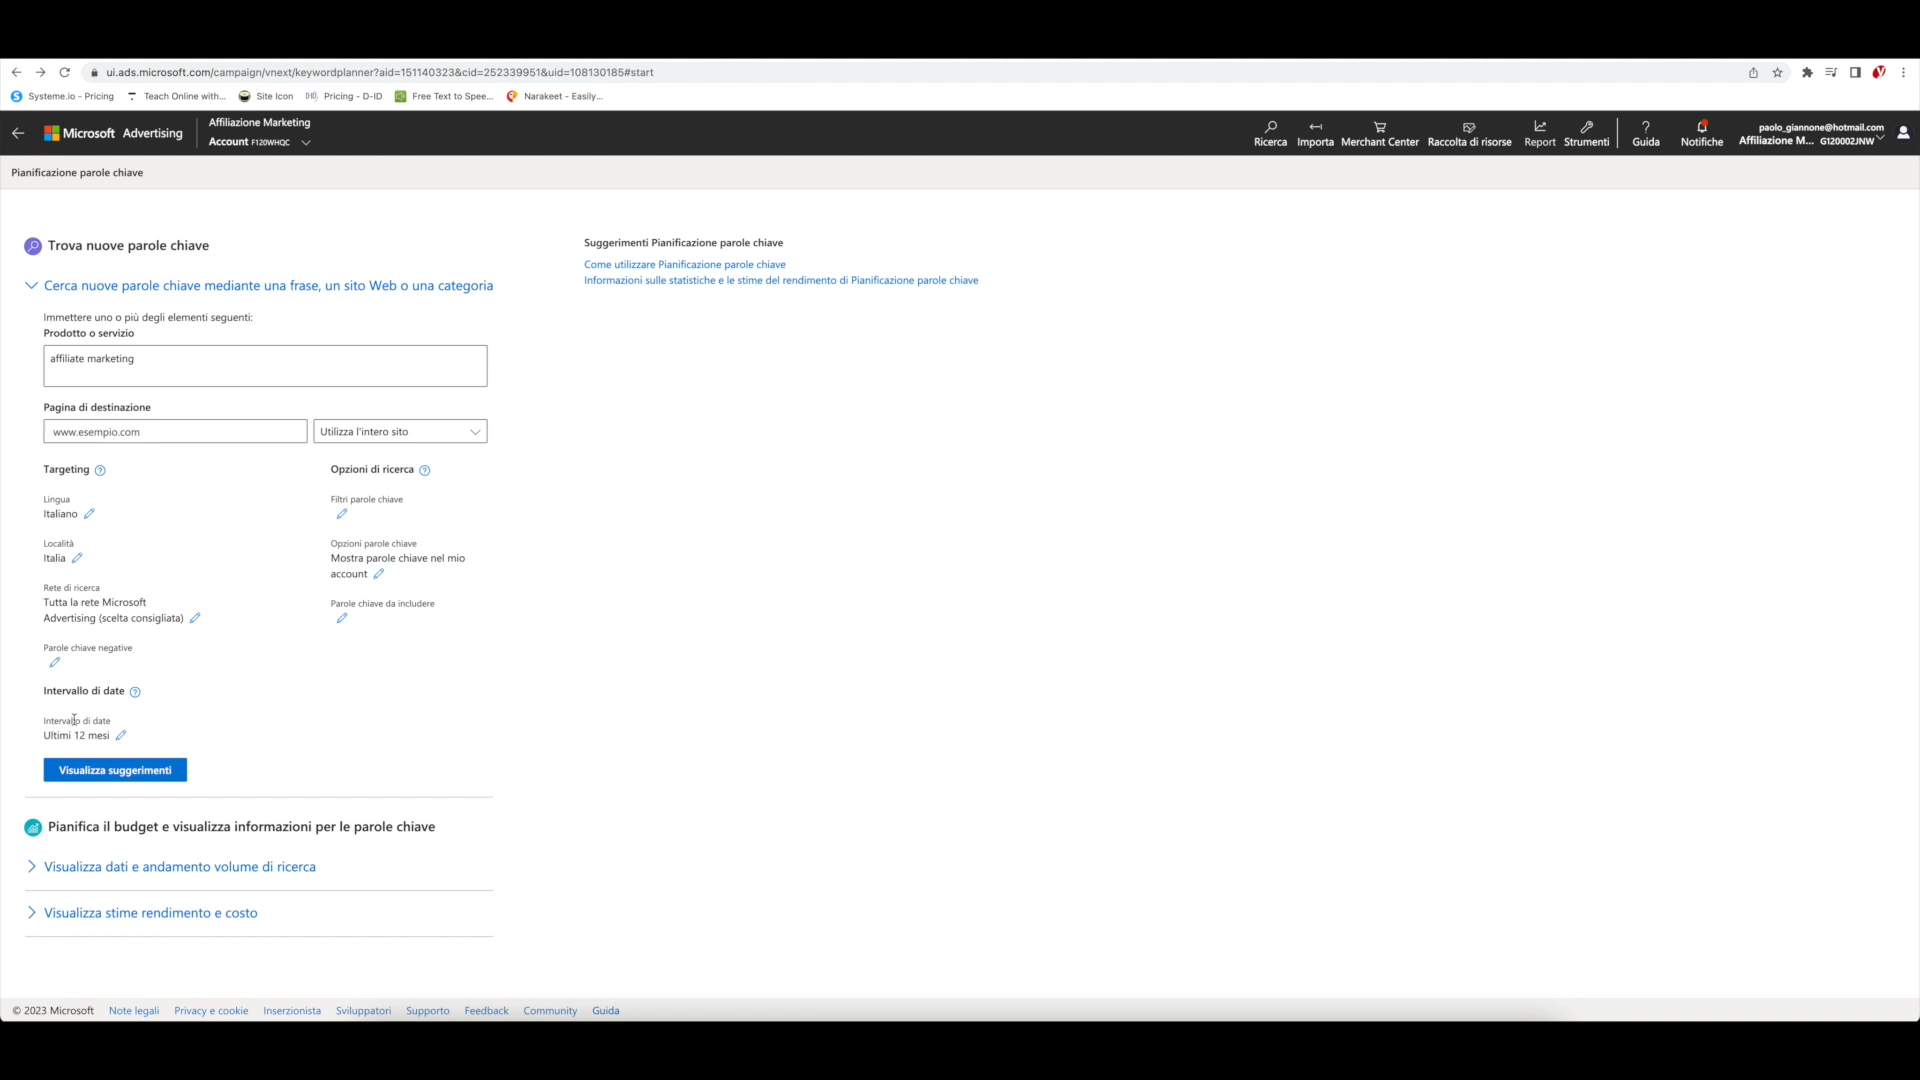 ui.ads.microsoft.com/campaign/vnext/keywordplanner?aid=151140323&cid=252339951&uid=108130185#start
Systeme.io - Pricing
Teach Online with...
Site Icon
Pricing - D-ID
Free Text to Spee...
Narakeet - Easily...
Microsoft Advertising
Affiliazione Marketing
Account F120WHQC
Ricerca
Importa
Merchant Center
Raccolta di risorse
Report
Strumenti
Guida
Notifiche
paolo_giannone@hotmail.com
Affiliazione M... G120002JNW
Pianificazione parole chiave
Trova nuove parole chiave
Cerca nuove parole chiave mediante una frase, un sito Web o una categoria
Immettere uno o più degli elementi seguenti:
Prodotto o servizio
affiliate marketing
Pagina di destinazione
www.esempio.com
Utilizza l'intero sito
Targeting
Opzioni di ricerca
Lingua
Italiano
Filtri parole chiave
Località
Italia
Opzioni parole chiave
Mostra parole chiave nel mio
account
Rete di ricerca
Tutta la rete Microsoft
Advertising (scelta consigliata)
Parole chiave da includere
Parole chiave negative
Intervallo di date
Intervallo di date
Ultimi 12 mesi
Visualizza suggerimenti
Pianifica il budget e visualizza informazioni per le parole chiave
Visualizza dati e andamento volume di ricerca
Visualizza stime rendimento e costo
Suggerimenti Pianificazione parole chiave
Come utilizzare Pianificazione parole chiave
Informazioni sulle statistiche e le stime del rendimento di Pianificazione parole chiave
© 2023 Microsoft
Note legali
Privacy e cookie
Inserzionista
Sviluppatori
Supporto
Feedback
Community
Guida